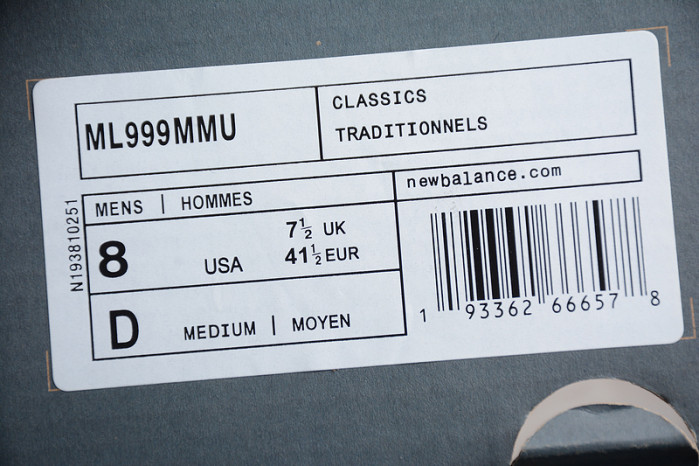 ML999MMU
CLASSICS
TRADITIONNELS
newbalance.com
N193810251
MENS | HOMMES
8 USA
7½ UK
41½ EUR
D MEDIUM | MOYEN
1 93362 66657 8